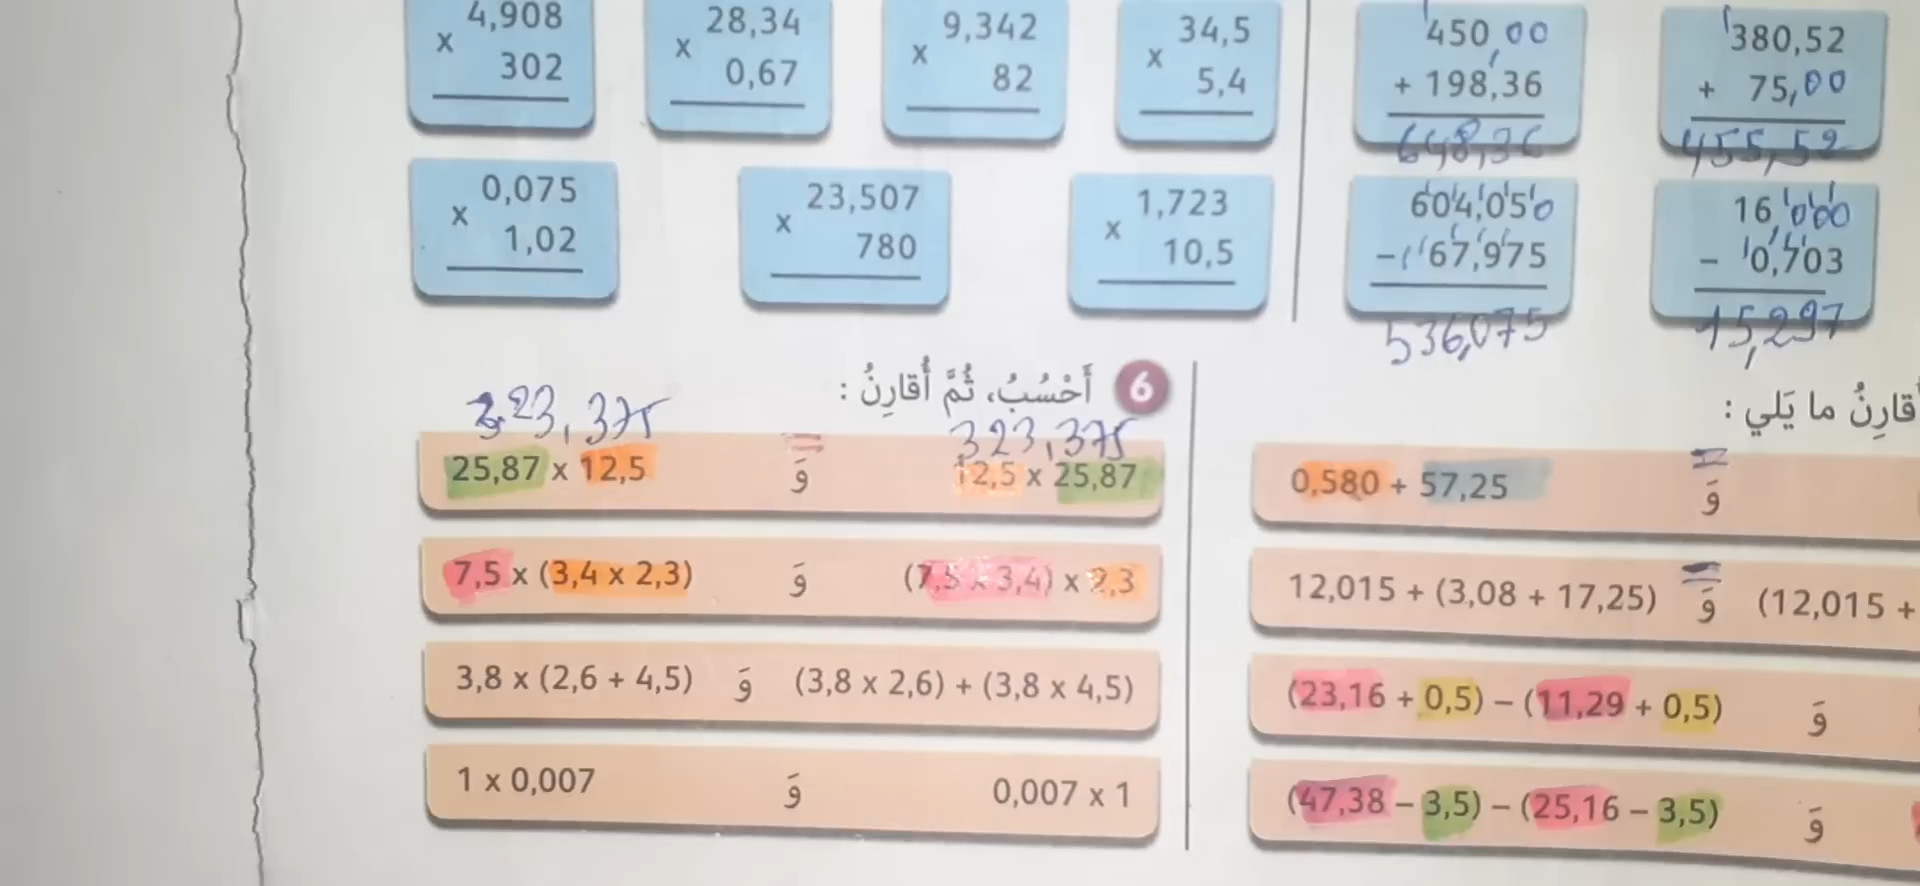 4,908
x 302
28,34
x 0,67
9,342
x 82
34,5
x 5,4
450,00
+ 198,36
648,36
380,52
+ 75,00
455,52
0,075
x 1,02
23,507
x 780
1,723
x 10,5
604,050
- 67,975
536,075
16,000
- 0,703
15,297
6 أَحْسُبُ، ثُمَّ أُقارِنُ :
323,375
323,375
25,87 x 12,5 = وَ 12,5 x 25,87
7,5 x (3,4 x 2,3) وَ (7,5 x 3,4) x 2,3
3,8 x (2,6 + 4,5) وَ (3,8 x 2,6) + (3,8 x 4,5)
1 x 0,007 وَ 0,007 x 1
أُقارِنُ ما يَلي :
0,580 + 57,25 = وَ
12,015 + (3,08 + 17,25) = وَ (12,015 +
(23,16 + 0,5) – (11,29 + 0,5) وَ
(47,38 – 3,5) – (25,16 – 3,5) وَ